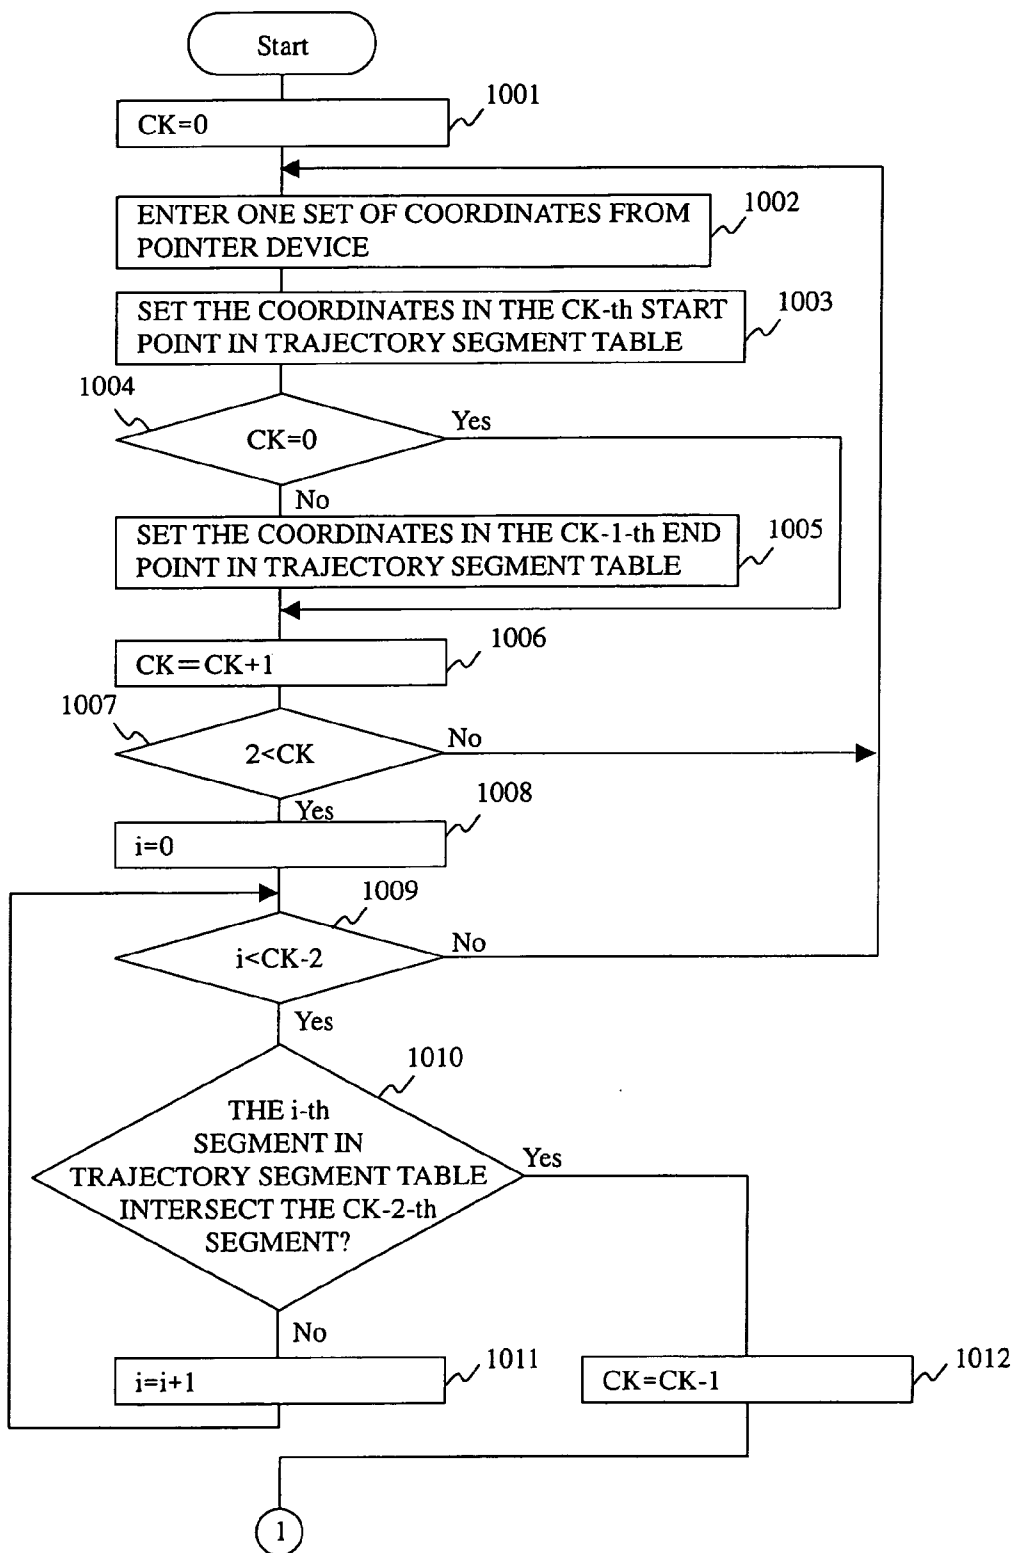 Start
1001
CK=0
ENTER ONE SET OF COORDINATES FROM
POINTER DEVICE
1002
SET THE COORDINATES IN THE CK-th START
POINT IN TRAJECTORY SEGMENT TABLE
1003
1004
CK=0
Yes
No
SET THE COORDINATES IN THE CK-1-th END
POINT IN TRAJECTORY SEGMENT TABLE
1005
CK=CK+1
1006
1007
2<CK
No
Yes
i=0
1008
1009
i<CK-2
No
Yes
1010
THE i-th
SEGMENT IN
TRAJECTORY SEGMENT TABLE
INTERSECT THE CK-2-th
SEGMENT?
Yes
No
i=i+1
1011
CK=CK-1
1012
1